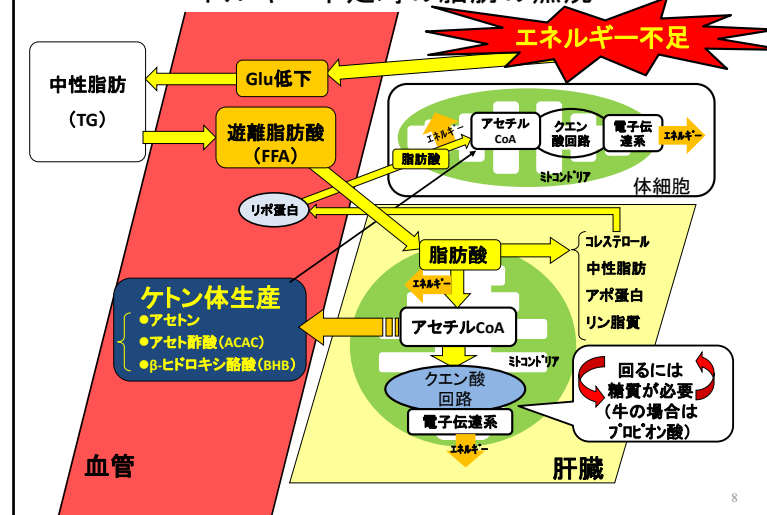 エネルギー不足
中性脂肪
(TG)
Glu低下
遊離脂肪酸
(FFA)
エネルギー
脂肪酸
アセチル
CoA
クエン
酸回路
電子伝
達系
エネルギー
ミトコンドリア
体細胞
リポ蛋白
脂肪酸
コレステロール
中性脂肪
アポ蛋白
リン脂質
エネルギー
ケトン体生産
●アセトン
●アセト酢酸(ACAC)
●β-ヒドロキシ酪酸(BHB)
アセチルCoA
ミトコンドリア
クエン酸
回路
電子伝達系
エネルギー
回るには
糖質が必要
(牛の場合は
プロピオン酸)
血管
肝臓
8